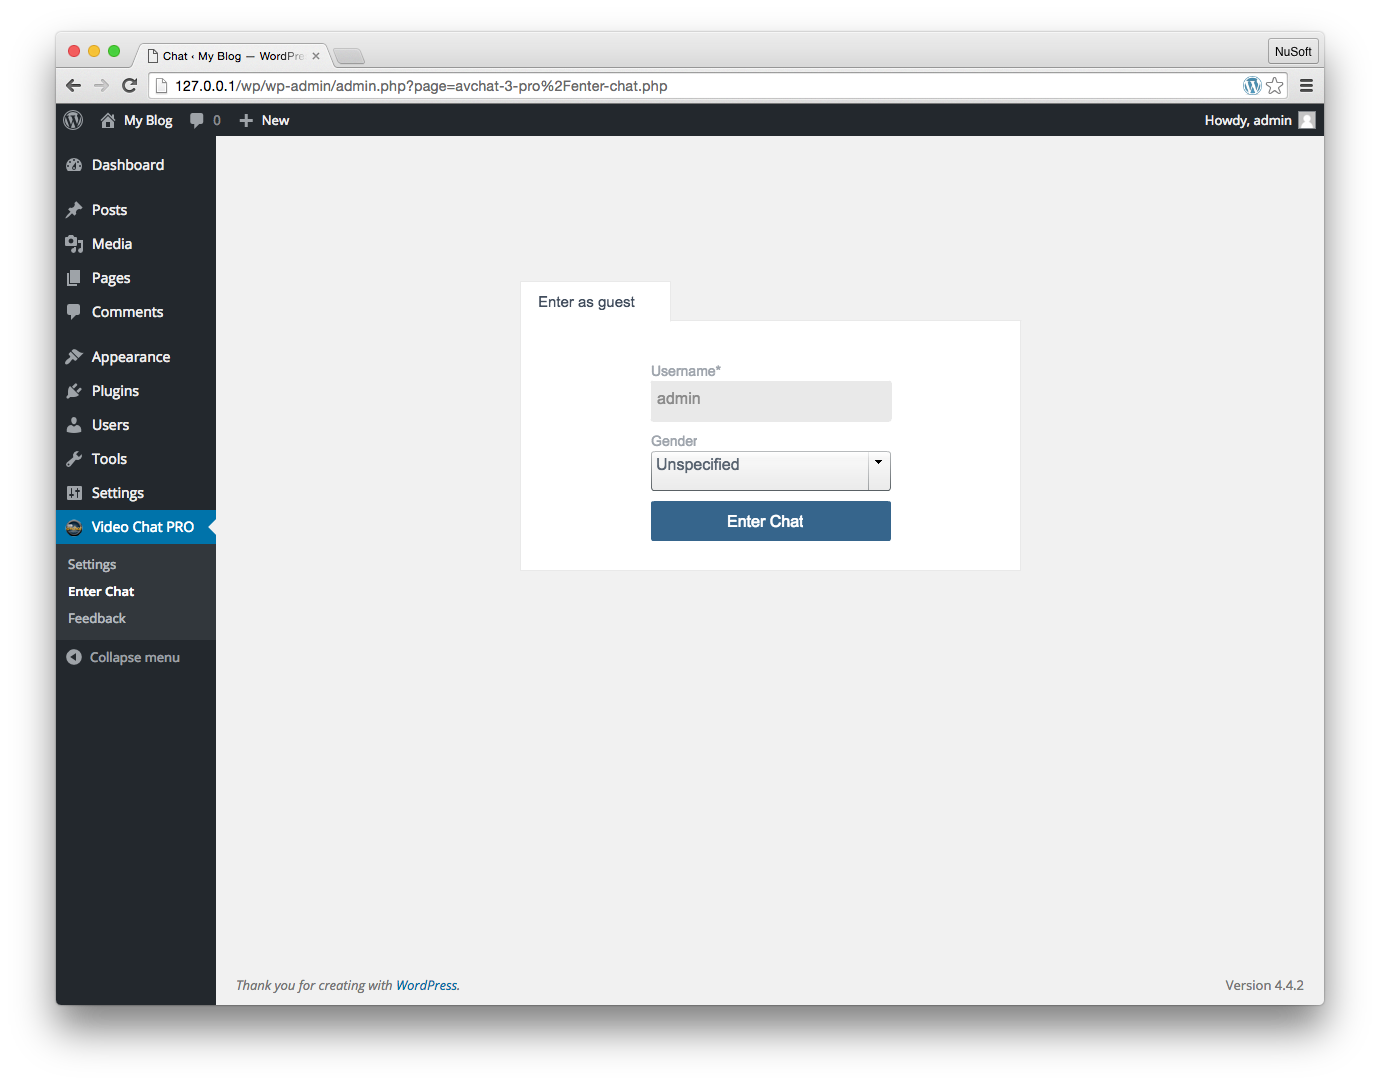 Chat ‹ My Blog — WordPre
NuSoft
127.0.0.1/wp/wp-admin/admin.php?page=avchat-3-pro%2Fenter-chat.php
My Blog 0 New Howdy, admin
Dashboard
Posts
Media
Pages
Comments
Appearance
Plugins
Users
Tools
Settings
Video Chat PRO
Settings
Enter Chat
Feedback
Collapse menu
Enter as guest
Username*
admin
Gender
Unspecified
Enter Chat
Thank you for creating with WordPress.
Version 4.4.2